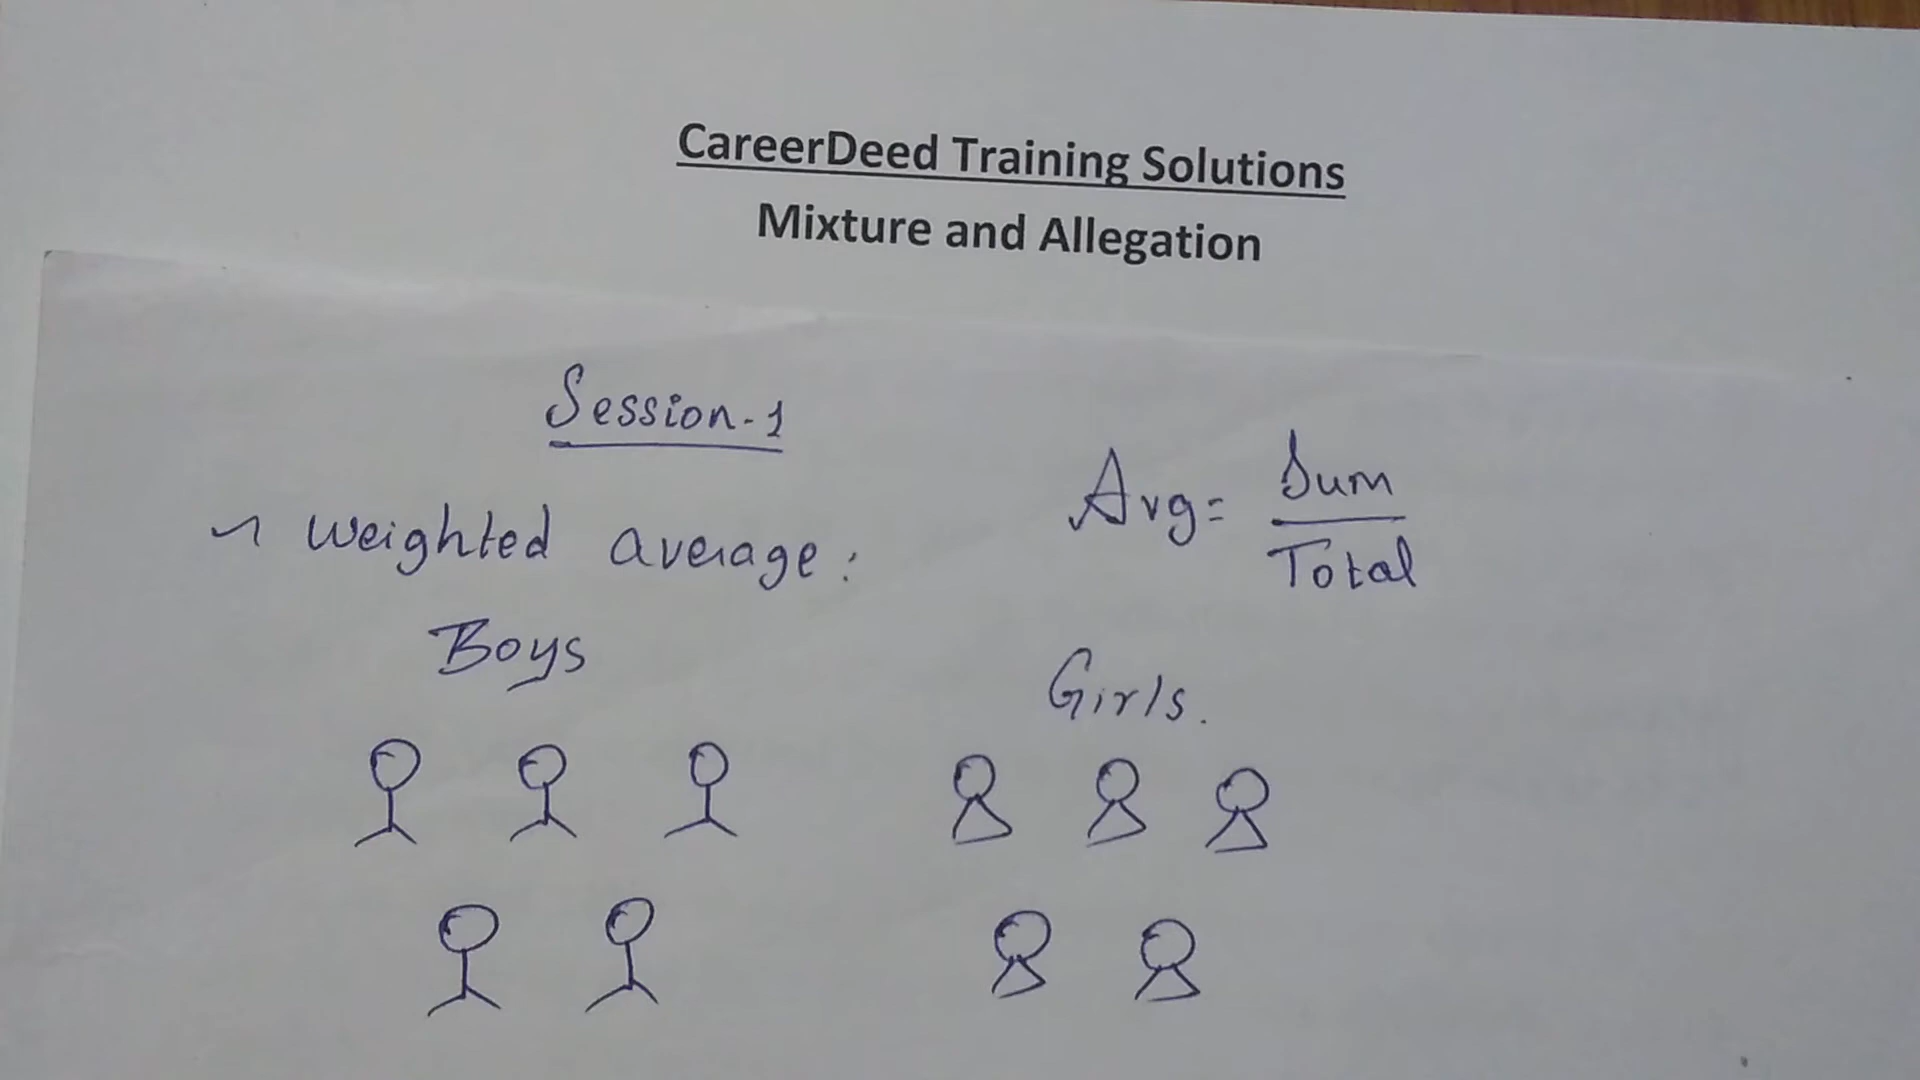 CareerDeed Training Solutions
Mixture and Allegation
Session-1
Weighted average:
Avg = Sum
Total
Boys
Girls.